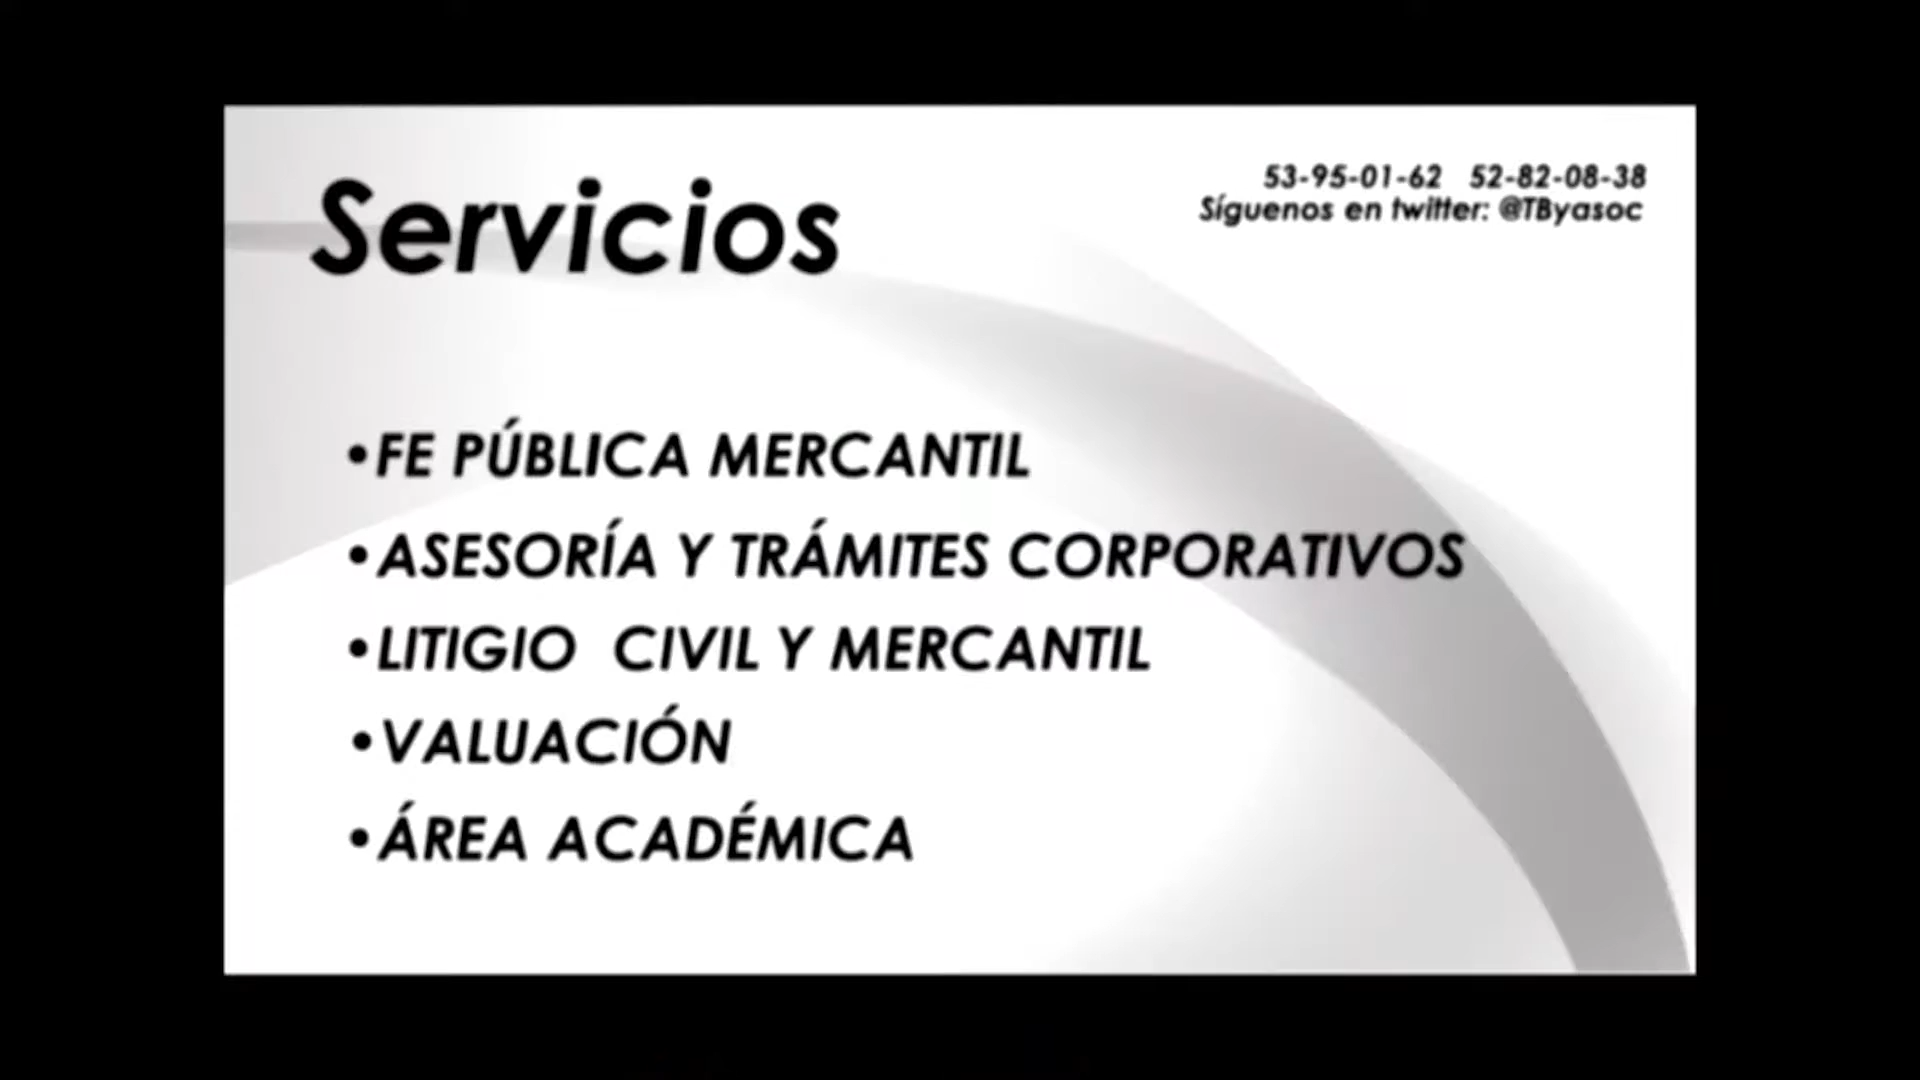 Servicios
53-95-01-62 52-82-08-38
Síguenos en twitter: @TByasoc
•FE PÚBLICA MERCANTIL
•ASESORÍA Y TRÁMITES CORPORATIVOS
•LITIGIO CIVIL Y MERCANTIL
•VALUACIÓN
•ÁREA ACADÉMICA